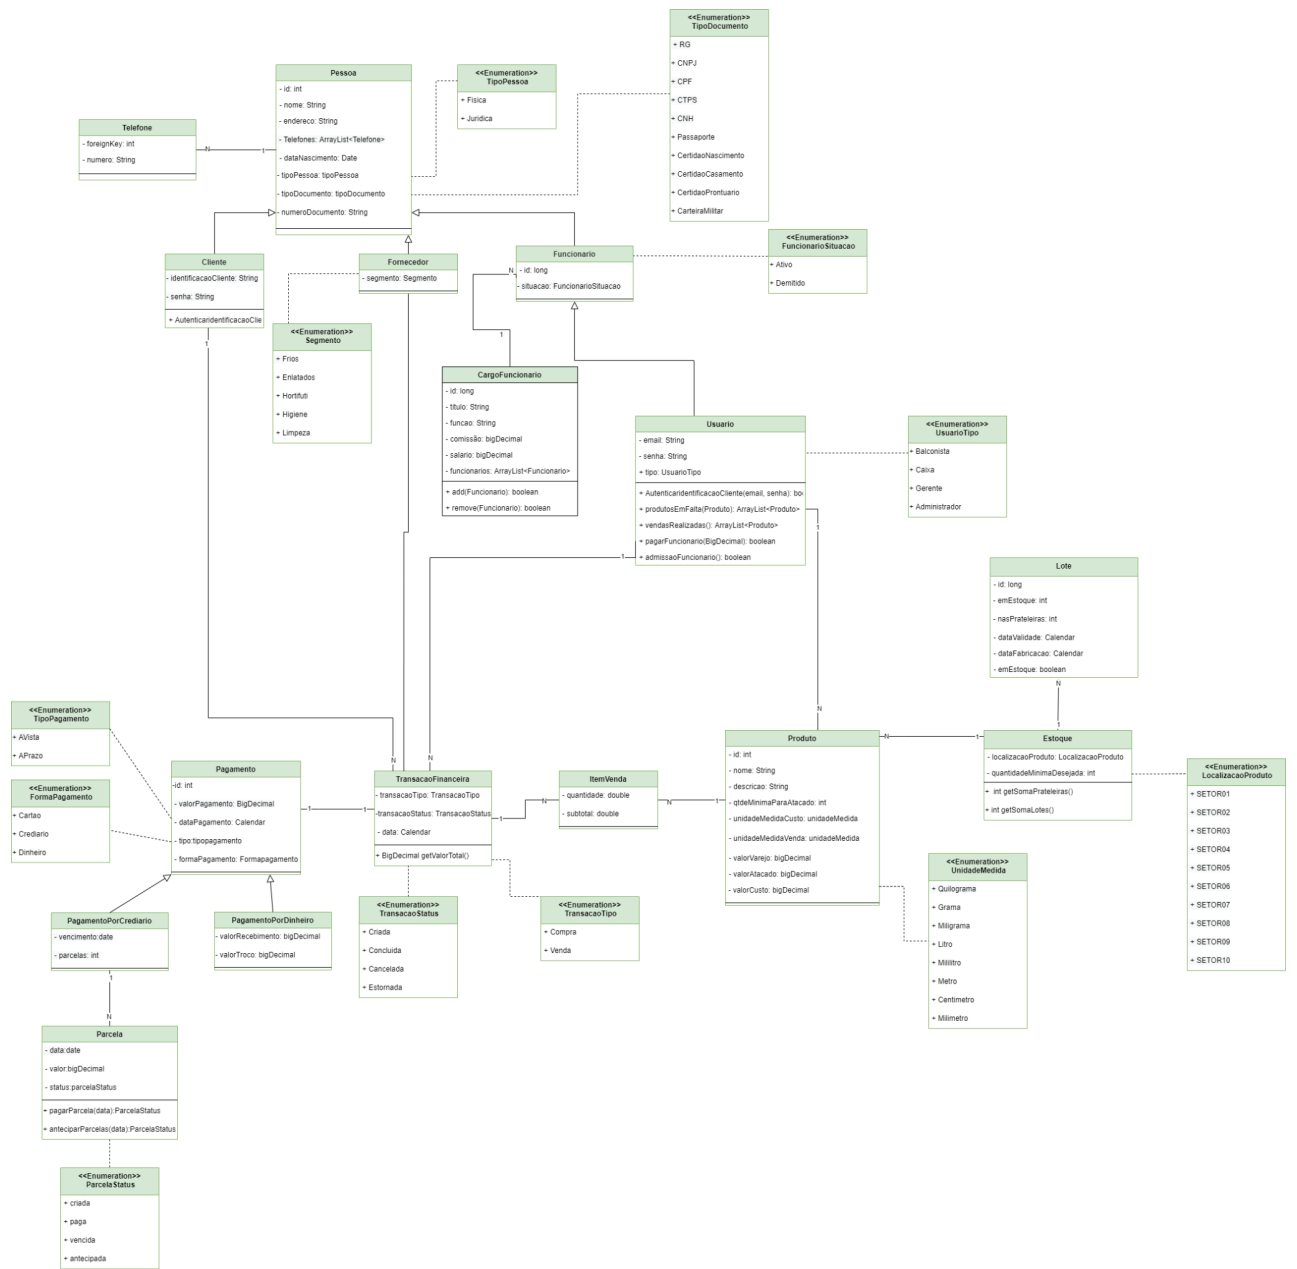 <<Enumeration>>
TipoDocumento
+ RG
+ CNPJ
+ CPF
+ CTPS
+ CNH
+ Passaporte
+ CertidaoNascimento
+ CertidaoCasamento
+ CertidaoProntuario
+ CarteiraMilitar
Pessoa
- id: int
- nome: String
- endereco: String
- Telefones: ArrayList<Telefone>
- dataNascimento: Date
- tipoPessoa: tipoPessoa
- tipoDocumento: tipoDocumento
- numeroDocumento: String
<<Enumeration>>
TipoPessoa
+ Fisica
+ Juridica
Telefone
- foreignKey: int
- numero: String
N
1
<<Enumeration>>
FuncionarioSituacao
+ Ativo
+ Demitido
Cliente
- identificacaoCliente: String
- senha: String
+ AutenticarIdentificacaoClie
1
Fornecedor
- segmento: Segmento
Funcionario
- id: long
- situacao: FuncionarioSituacao
N
1
<<Enumeration>>
Segmento
+ Frios
+ Enlatados
+ Hortifuti
+ Higiene
+ Limpeza
CargoFuncionario
- id: long
- titulo: String
- funcao: String
- comissão: bigDecimal
- salario: bigDecimal
- funcionarios: ArrayList<Funcionario>
+ add(Funcionario): boolean
+ remove(Funcionario): boolean
Usuario
- email: String
- senha: String
+ tipo: UsuarioTipo
+ AutenticarIdentificacaoCliente(email, senha): boo
+ produtosEmFalta(Produto): ArrayList<Produto>
+ vendasRealizadas(): ArrayList<Produto>
+ pagarFuncionario(BigDecimal): boolean
+ admissaoFuncionario(): boolean
1
1
<<Enumeration>>
UsuarioTipo
+ Balconista
+ Caixa
+ Gerente
+ Administrador
Lote
- id: long
- emEstoque: int
- nasPrateleiras: int
- dataValidade: Calendar
- dataFabricacao: Calendar
- emEstoque: boolean
N
1
<<Enumeration>>
TipoPagamento
+ AVista
+ APrazo
<<Enumeration>>
FormaPagamento
+ Cartao
+ Crediario
+ Dinheiro
Pagamento
-id: int
- valorPagamento: BigDecimal
- dataPagamento: Calendar
- tipo:tipopagamento
- formaPagamento: Formapagamento
1
1
N
N
TransacaoFinanceira
- transacaoTipo: TransacaoTipo
-transacaoStatus: TransacaoStatus
- data: Calendar
+ BigDecimal getValorTotal()
1
N
ItemVenda
- quantidade: double
- subtotal: double
N
1
N
Produto
- id: int
- nome: String
- descricao: String
- qtdeMinimaParaAtacado: int
- unidadeMedidaCusto: unidadeMedida
- unidadeMedidaVenda: unidadeMedida
- valorVarejo: bigDecimal
- valorAtacado: bigDecimal
- valorCusto: bigDecimal
N
1
Estoque
- localizacaoProduto: LocalizacaoProduto
- quantidadeMinimaDesejada: int
+ int getSomaPrateleiras()
+ int getSomaLotes()
<<Enumeration>>
LocalizacaoProduto
+ SETOR01
+ SETOR02
+ SETOR03
+ SETOR04
+ SETOR05
+ SETOR06
+ SETOR07
+ SETOR08
+ SETOR09
+ SETOR10
<<Enumeration>>
UnidadeMedida
+ Quilograma
+ Grama
+ Miligrama
+ Litro
+ Mililitro
+ Metro
+ Centimetro
+ Milimetro
PagamentoPorCrediario
- vencimento:date
- parcelas: int
1
N
PagamentoPorDinheiro
- valorRecebimento: bigDecimal
- valorTroco: bigDecimal
<<Enumeration>>
TransacaoStatus
+ Criada
+ Concluida
+ Cancelada
+ Estornada
<<Enumeration>>
TransacaoTipo
+ Compra
+ Venda
Parcela
- data:date
- valor:bigDecimal
- status:parcelaStatus
+ pagarParcela(data):ParcelaStatus
+ anteciparParcelas(data):ParcelaStatus
<<Enumeration>>
ParcelaStatus
+ criada
+ paga
+ vencida
+ antecipada